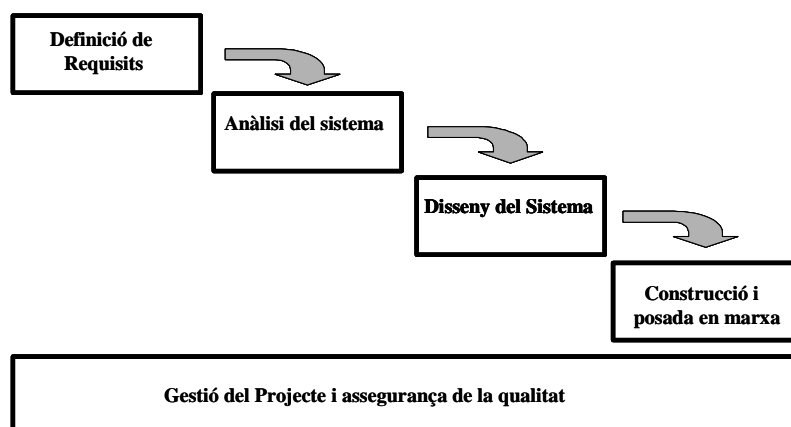 Definició de
Requisits
Anàlisi del sistema
Disseny del Sistema
Construcció i
posada en marxa
Gestió del Projecte i assegurança de la qualitat